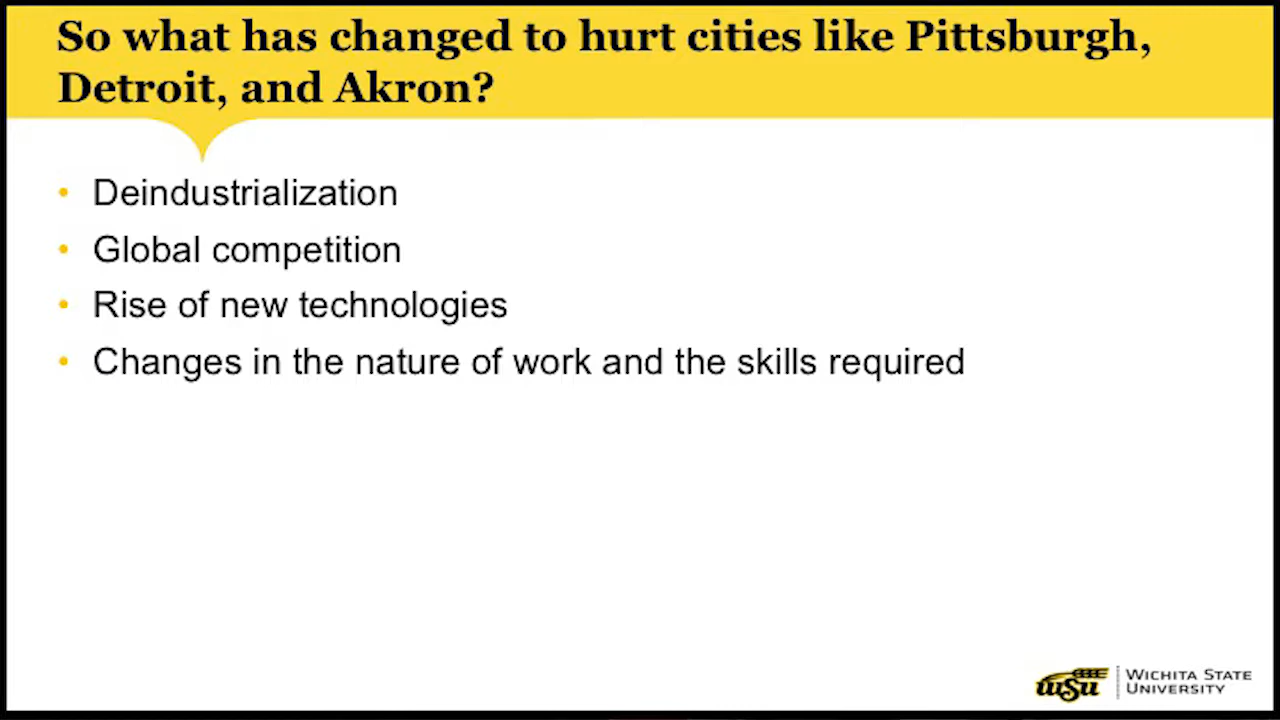 So what has changed to hurt cities like Pittsburgh,
Detroit, and Akron?
• Deindustrialization
• Global competition
• Rise of new technologies
• Changes in the nature of work and the skills required
WSU
WICHITA STATE
UNIVERSITY